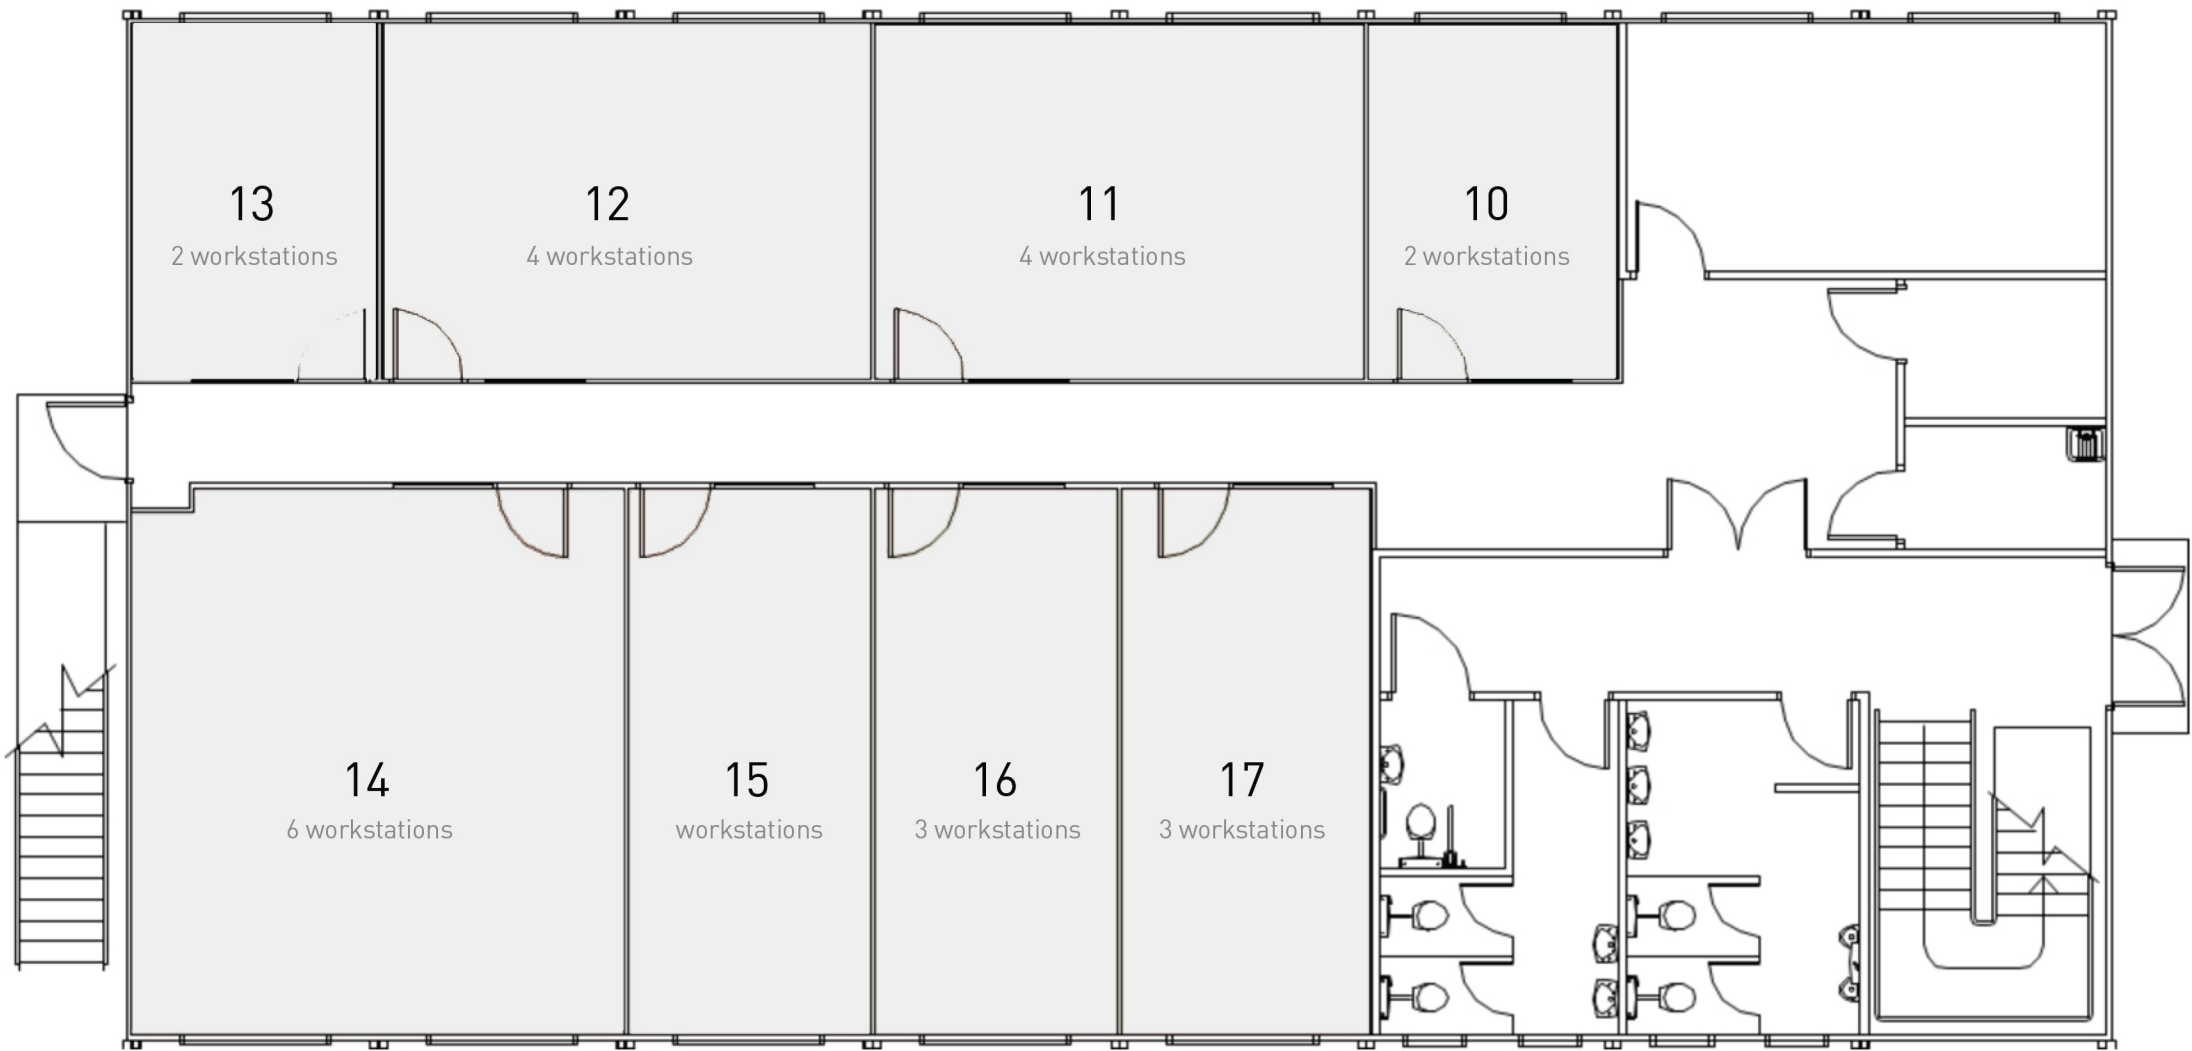 13
2 workstations
12
4 workstations
11
4 workstations
10
2 workstations
14
6 workstations
15
workstations
16
3 workstations
17
3 workstations